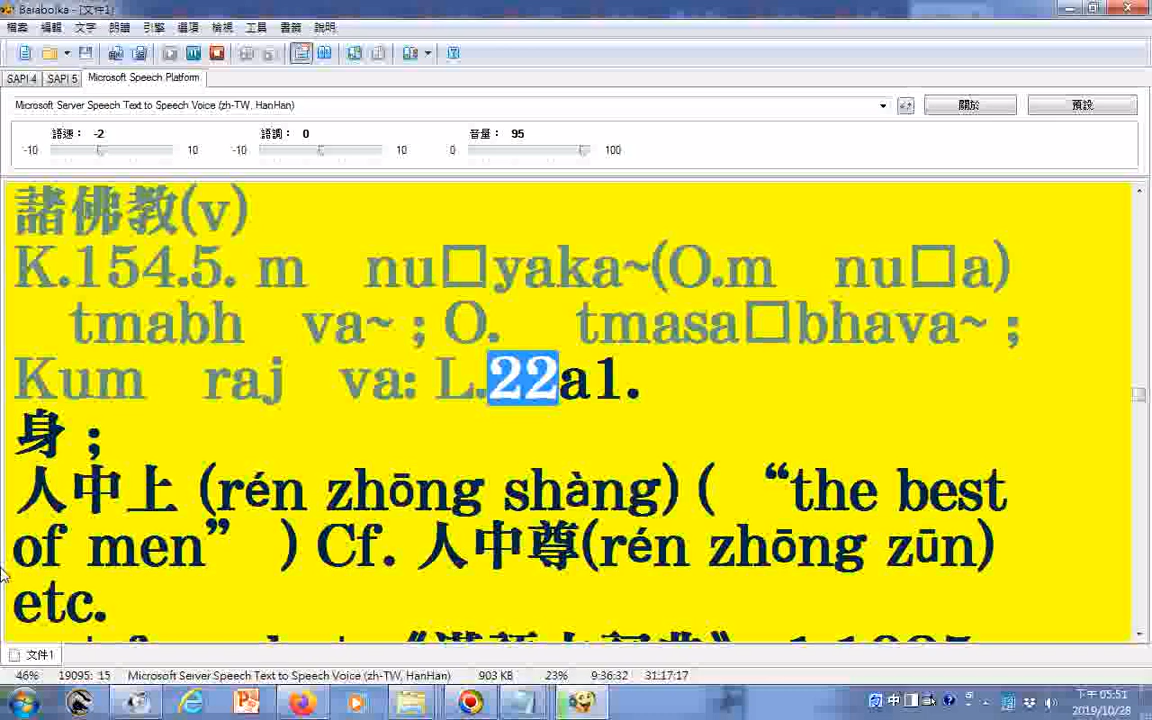 Balabolka - [文件1]
檔案 編輯 文字 朗讀 引擎 選項 檢視 工具 書籤 說明
SAPI 4 SAPI 5 Microsoft Speech Platform
Microsoft Server Speech Text to Speech Voice (zh-TW, HanHan) 關於 預設
語速: -2 語調: 0 音量: 95
-10 10 -10 10 0 100
諸佛教(v)
K.154.5. m nu□yaka~(O.m nu□a)
tmabh va~ ; O. tmasa□bhava~ ;
Kum raj va: L.22a1.
身；
人中上 (rén zhōng shàng) ( “the best
of men” ) Cf. 人中尊(rén zhōng zūn)
etc.
文件1
46% 19095: 15 Microsoft Server Speech Text to Speech Voice (zh-TW, HanHan) 903 KB 23% 9:36:32 31:17:17
中 下午 05:51
2019/10/28